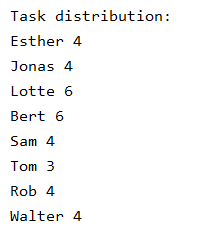 Task distribution:
Esther 4
Jonas 4
Lotte 6
Bert 6
Sam 4
Tom 3
Rob 4
Walter 4